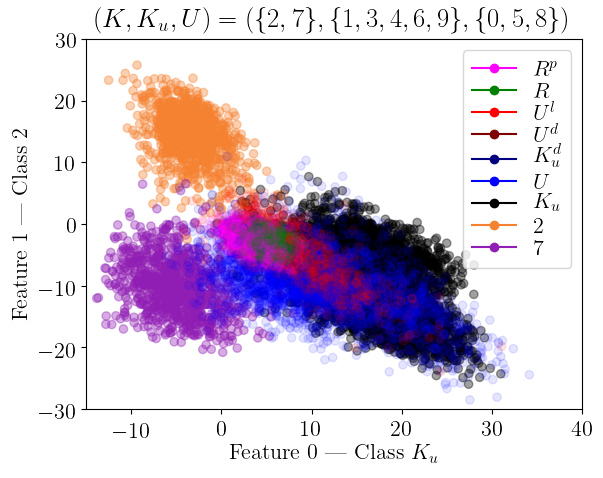 (K, K_u, U) = ({2, 7}, {1, 3, 4, 6, 9}, {0, 5, 8})
30
20
10
0
−10
−20
−30
Feature 1 — Class 2
R^p
R
U^l
U^d
K_u^d
U
K_u
2
7
−10
0
10
20
30
40
Feature 0 — Class K_u